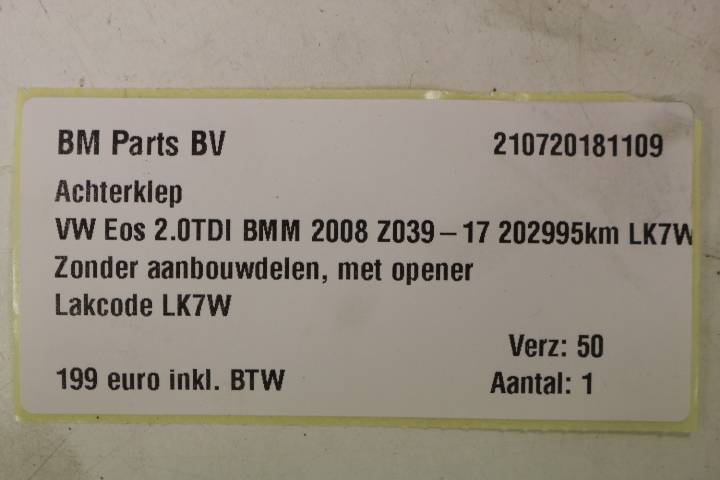 BM Parts BV 210720181109
Achterklep
VW Eos 2.0TDI BMM 2008 Z039-17 202995km LK7W
Zonder aanbouwdelen, met opener
Lakcode LK7W
Verz: 50
199 euro inkl. BTW Aantal: 1